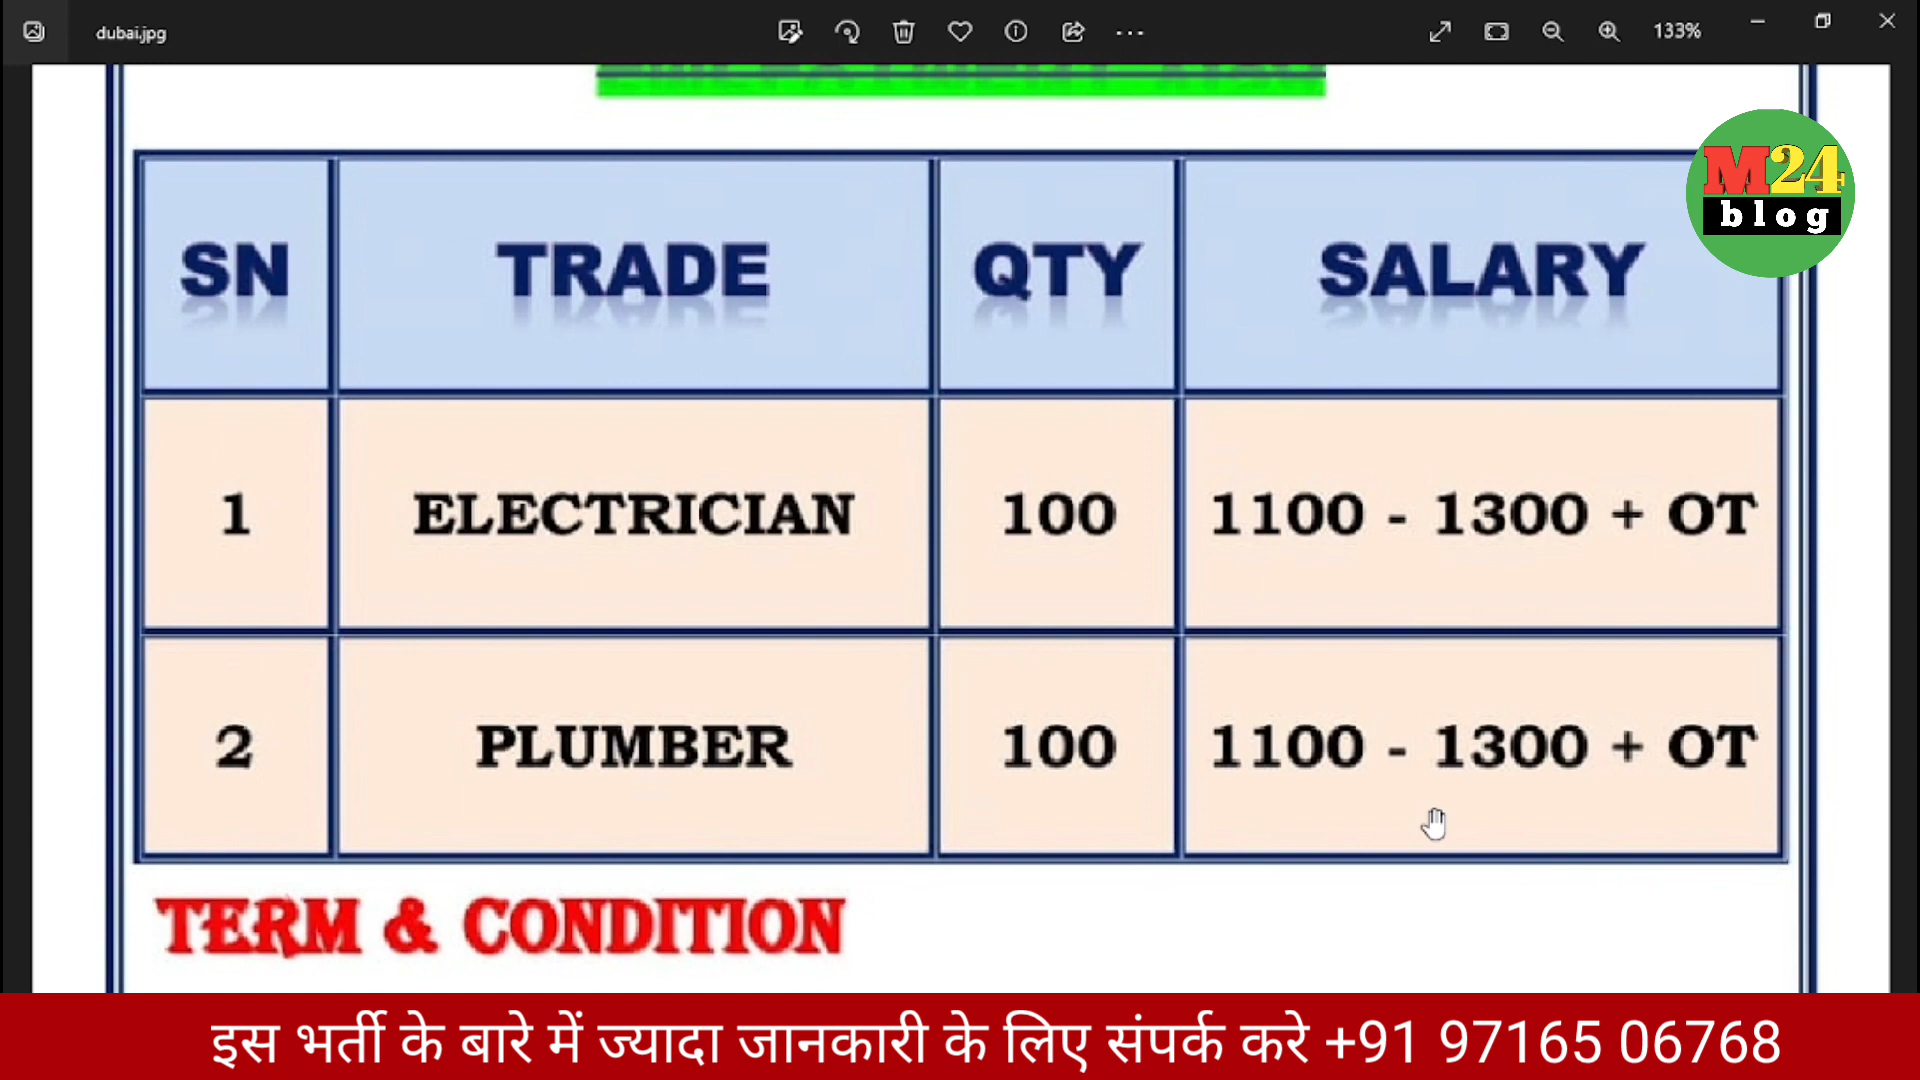 dubai.jpg
133%
M24
blog
SN TRADE QTY SALARY
1 ELECTRICIAN 100 1100 - 1300 + OT
2 PLUMBER 100 1100 - 1300 + OT
TERM & CONDITION
इस भर्ती के बारे में ज्यादा जानकारी के लिए संपर्क करे +91 97165 06768